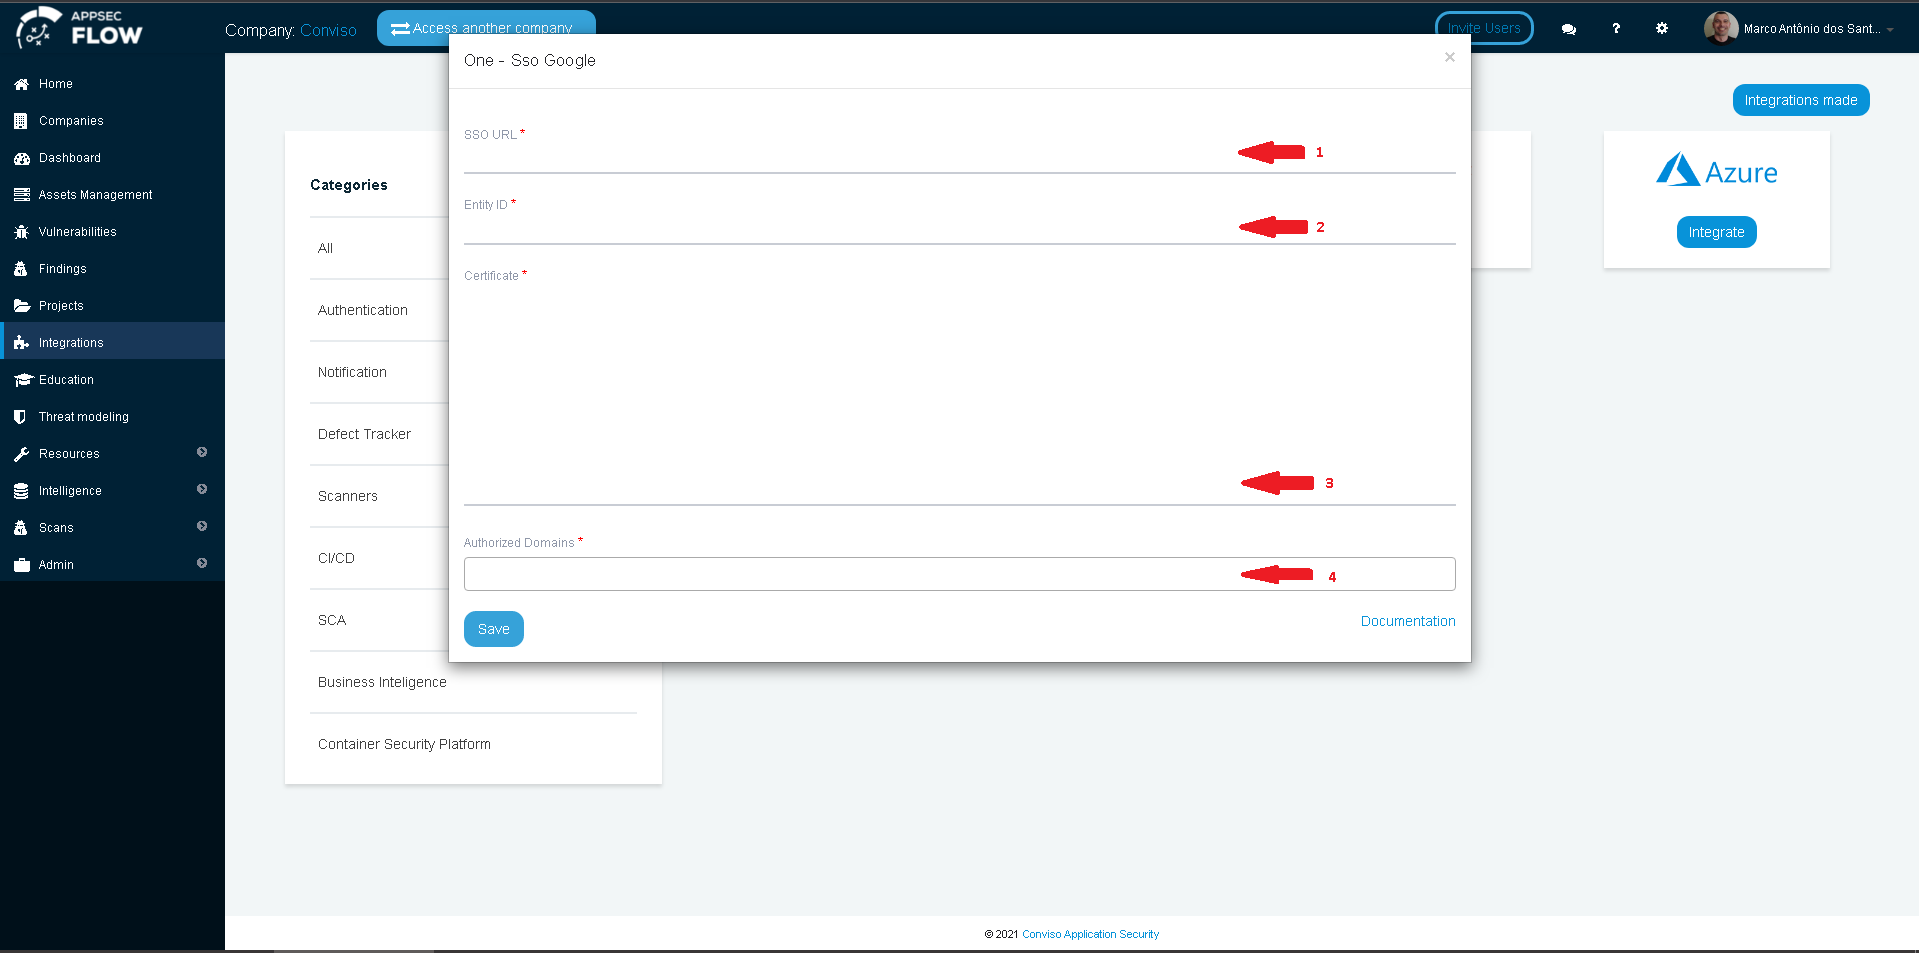 APPSEC
FLOW
Company: Conviso
Access another company
Invite Users
?
Marco Antônio dos Sant...
Home
Companies
Dashboard
Assets Management
Vulnerabilities
Findings
Projects
Integrations
Education
Threat modeling
Resources
Intelligence
Scans
Admin
Integrations made
Categories
All
Authentication
Notification
Defect Tracker
Scanners
CI/CD
SCA
Business Inteligence
Container Security Platform
One - Sso Google
×
SSO URL *
1
Entity ID *
2
Certificate *
3
Authorized Domains *
4
Save
Documentation
Azure
Integrate
© 2021 Conviso Application Security